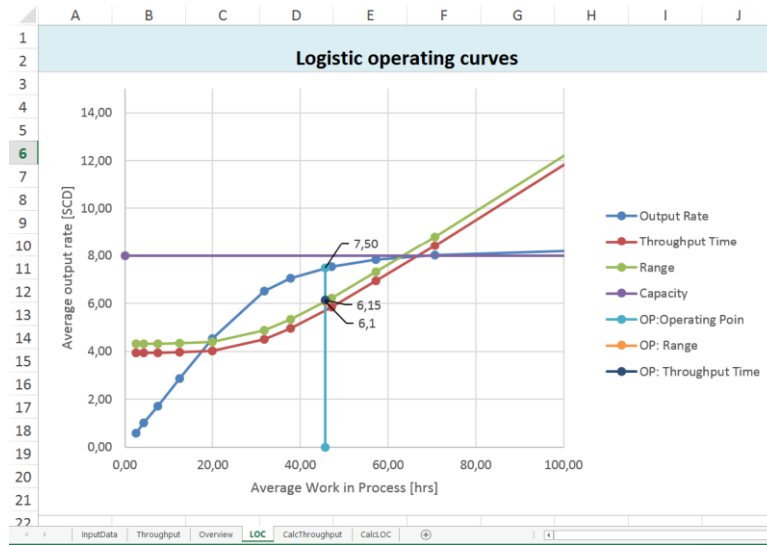 A B C D E F G H I J
1
2
3
4
5
6
7
8
9
10
11
12
13
14
15
16
17
18
19
20
21
22
Logistic operating curves
14,00
12,00
10,00
8,00
6,00
4,00
2,00
0,00
Average output rate [SCD]
7,50
6,15
6,1
0,00 20,00 40,00 60,00 80,00 100,00
Average Work in Process [hrs]
Output Rate
Throughput Time
Range
Capacity
OP:Operating Poin
OP: Range
OP: Throughput Time
InputData Throughput Overview LOC CalcThroughput CalcLOC